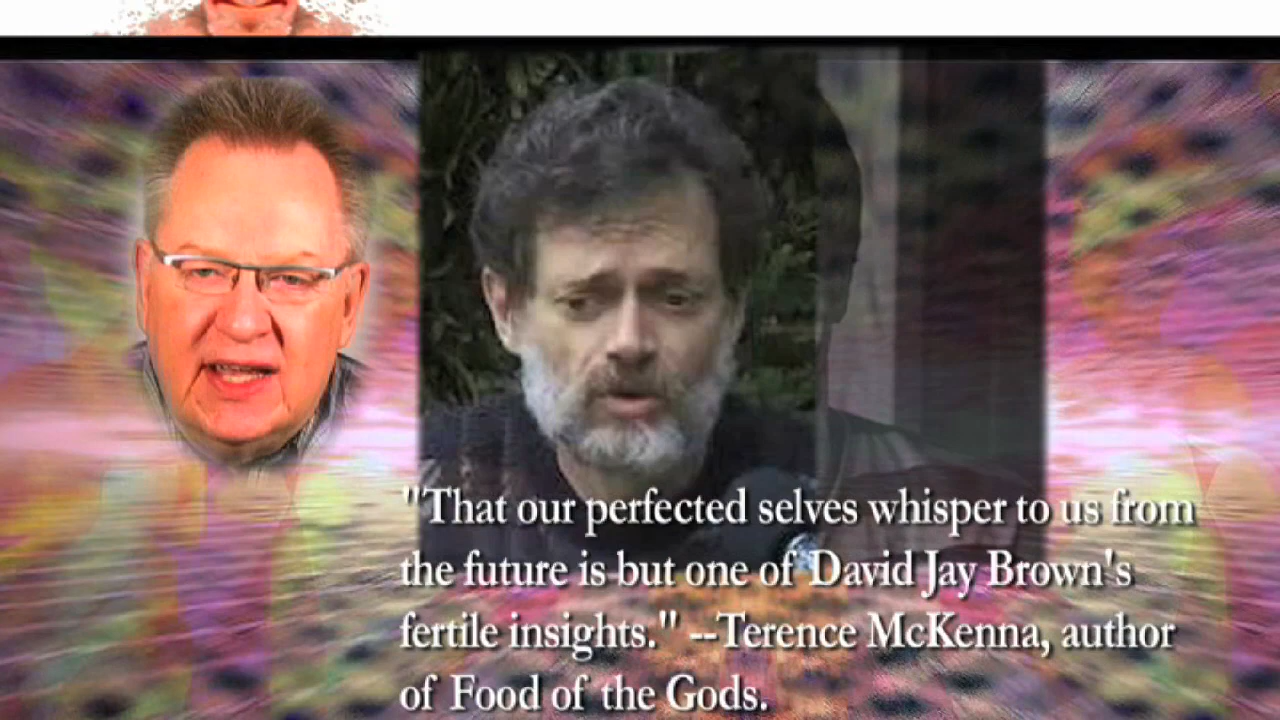 "That our perfected selves whisper to us from
the future is but one of David Jay Brown's
fertile insights." --Terence McKenna, author
of Food of the Gods.